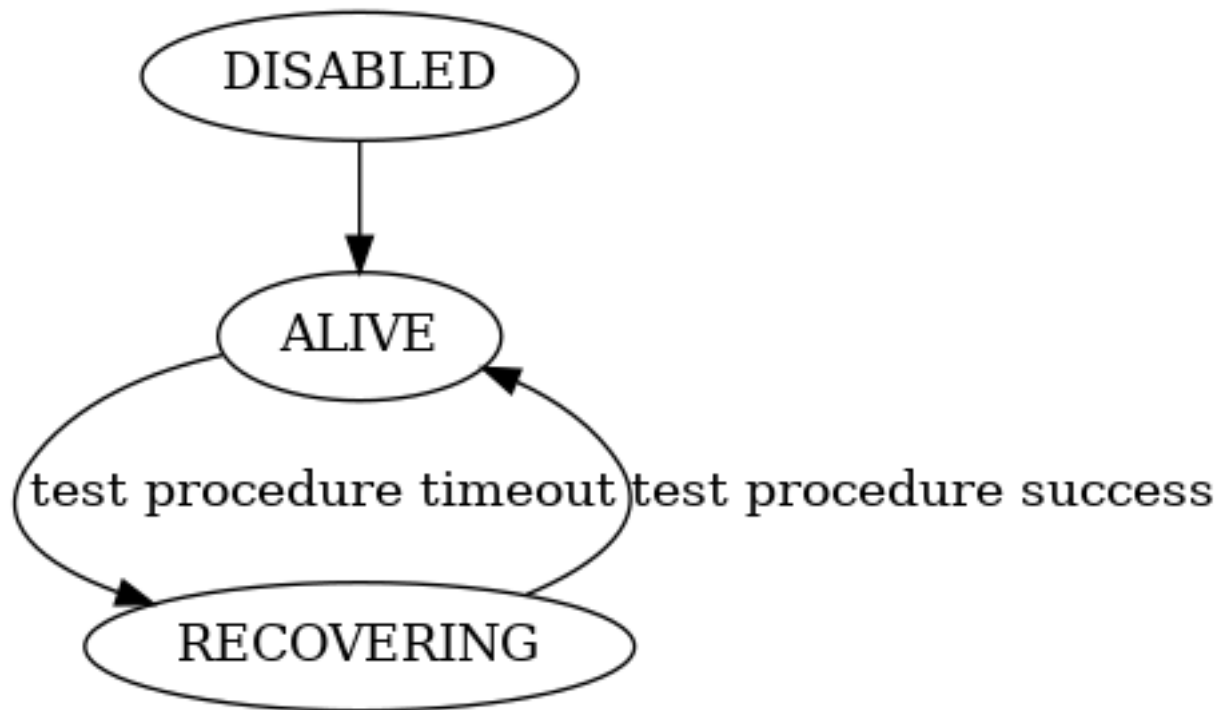 DISABLED
ALIVE
test procedure timeout
test procedure success
RECOVERING